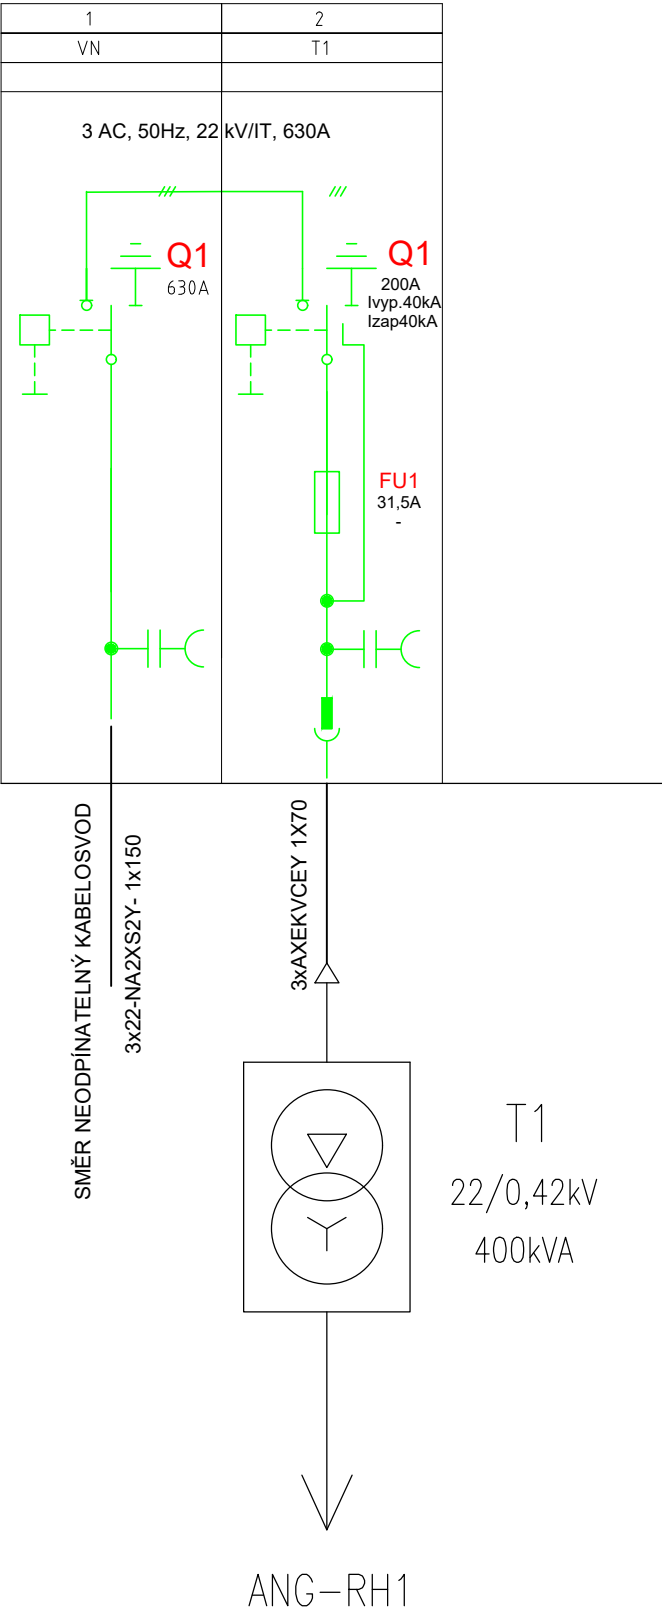 1
2
VN
T1
3 AC, 50Hz, 22 kV/IT, 630A
Q1
630A
Q1
200A
Ivyp.40kA
Izap40kA
FU1
31,5A
-
SMĚR NEODPÍNATELNÝ KABELOSVOD
3x22-NA2XS2Y- 1x150
3xAXEKVCEY 1X70
T1
22/0,42kV
400kVA
ANG-RH1